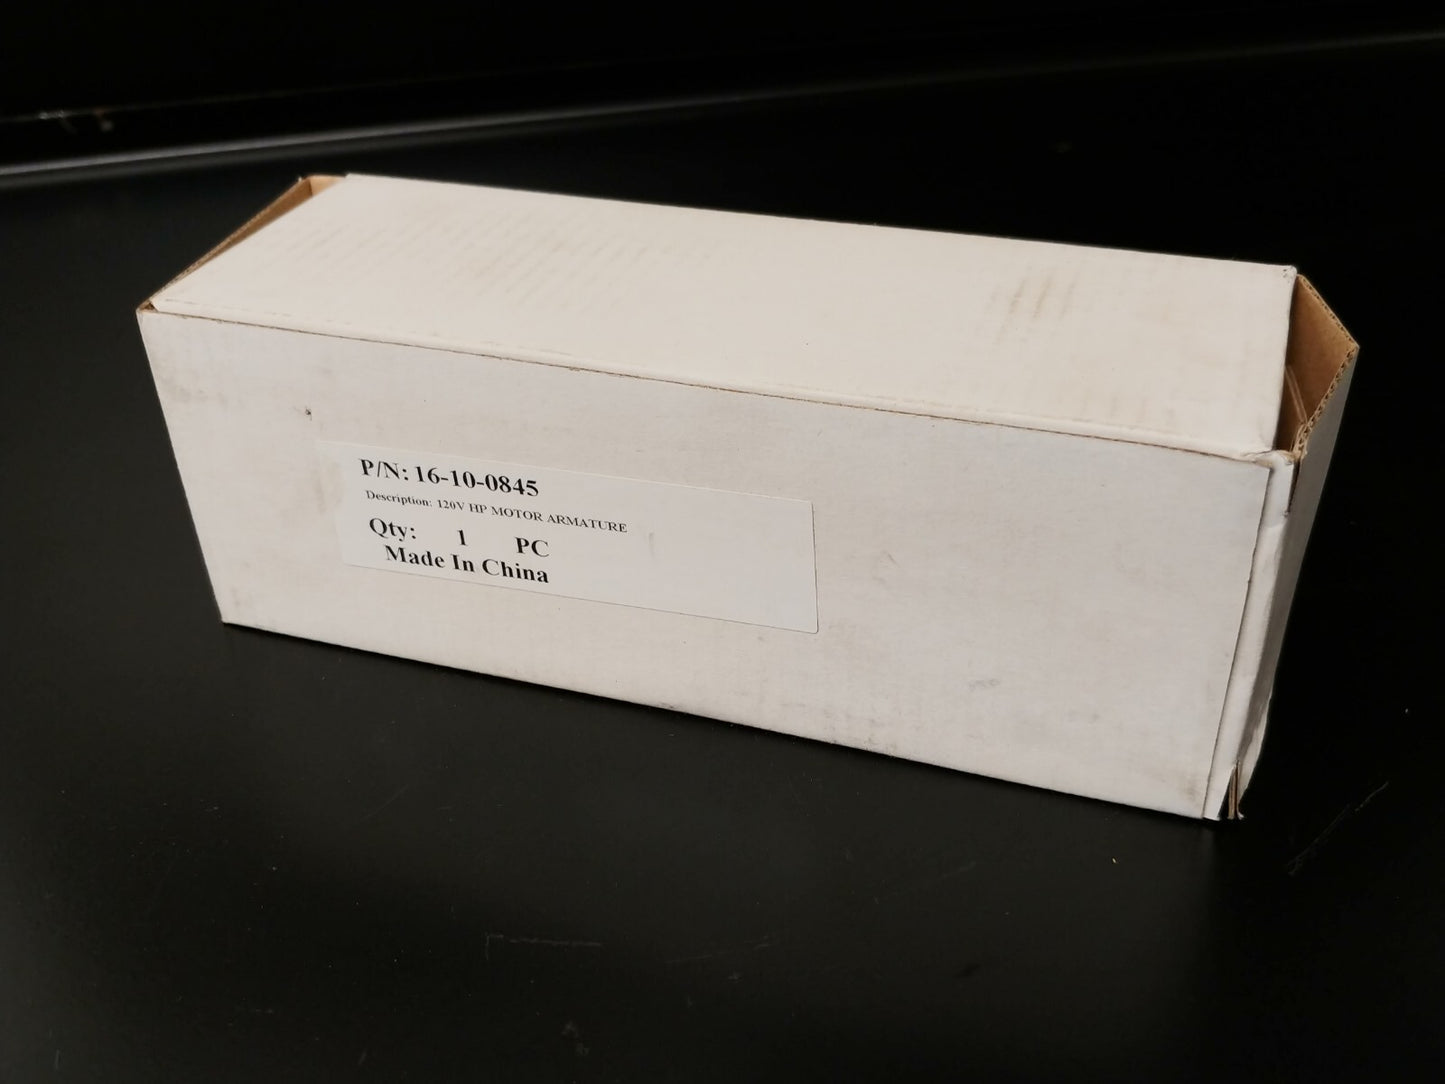 P/N: 16-10-0845
Description: 120V HP MOTOR ARMATURE
Qty: 1 PC
Made In China